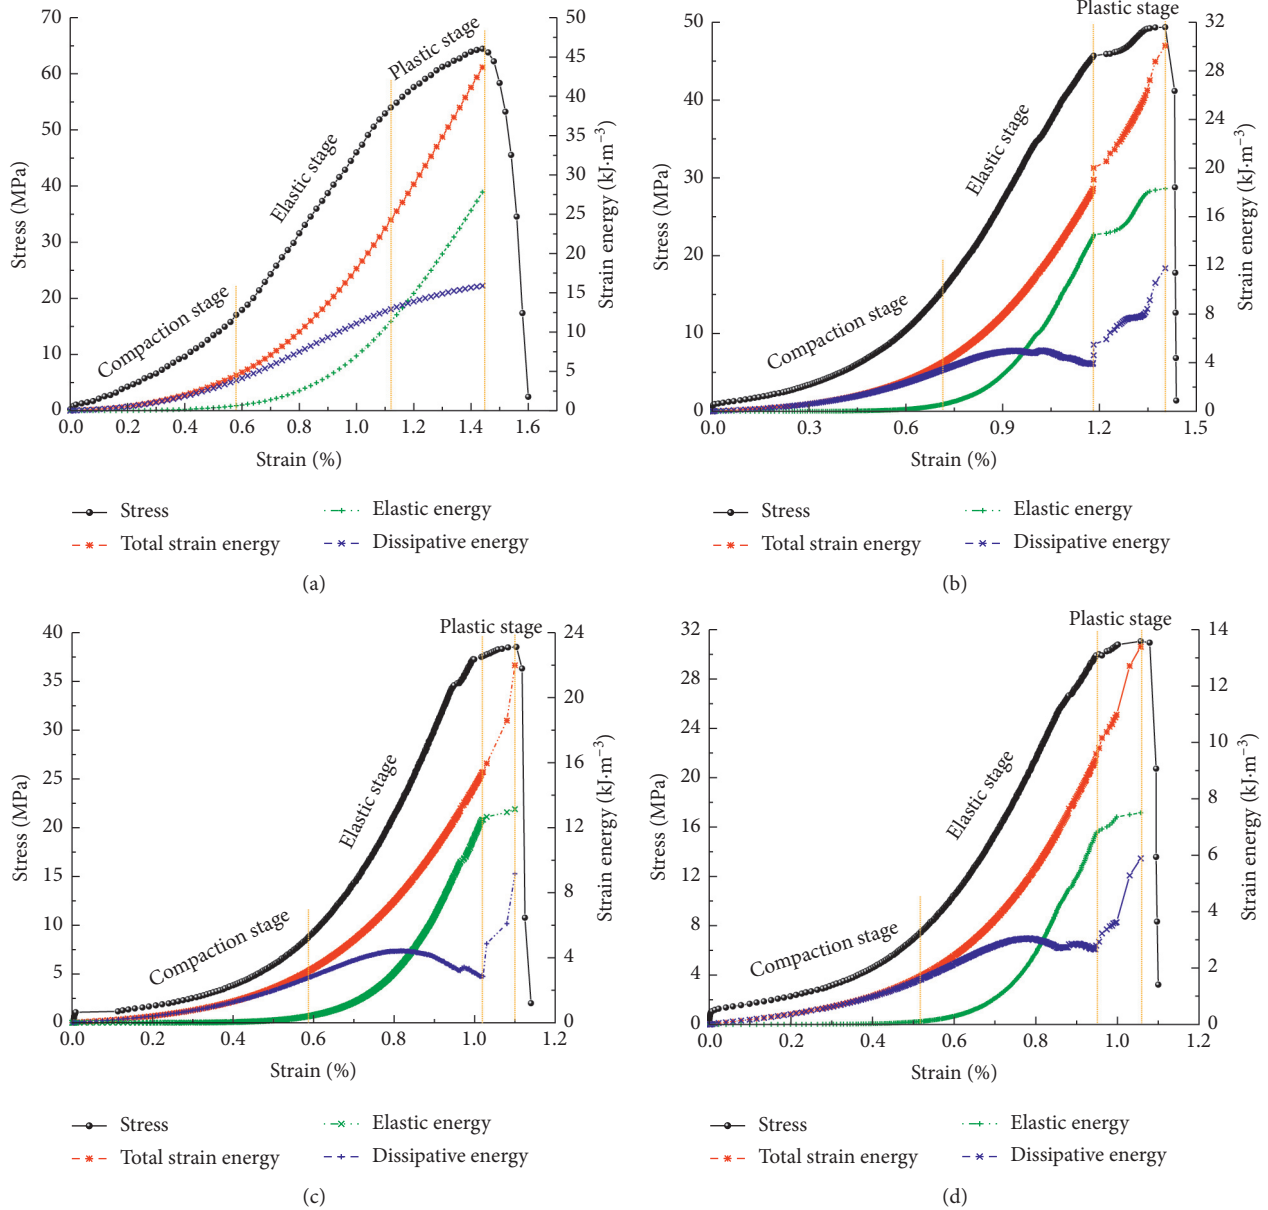 70
60
50
40
30
20
10
0
Stress (MPa)
50
45
40
35
30
25
20
15
10
5
0
Strain energy (kJ·m−3)
Compaction stage
Elastic stage
Plastic stage
0.0 0.2 0.4 0.6 0.8 1.0 1.2 1.4 1.6
Strain (%)
Stress
Elastic energy
Total strain energy
Dissipative energy
(a)
50
40
30
20
10
0
Stress (MPa)
32
28
24
20
16
12
8
4
0
Strain energy (kJ·m−3)
Compaction stage
Elastic stage
Plastic stage
0.0 0.3 0.6 0.9 1.2 1.5
Strain (%)
Stress
Elastic energy
Total strain energy
Dissipative energy
(b)
40
35
30
25
20
15
10
5
0
Stress (MPa)
24
20
16
12
8
4
0
Strain energy (kJ·m−3)
Compaction stage
Elastic stage
Plastic stage
0.0 0.2 0.4 0.6 0.8 1.0 1.2
Strain (%)
Stress
Elastic energy
Total strain energy
Dissipative energy
(c)
32
28
24
20
16
12
8
4
0
Stress (MPa)
14
12
10
8
6
4
2
0
Strain energy (kJ·m−3)
Compaction stage
Elastic stage
Plastic stage
0.0 0.2 0.4 0.6 0.8 1.0 1.2
Strain (%)
Stress
Elastic energy
Total strain energy
Dissipative energy
(d)